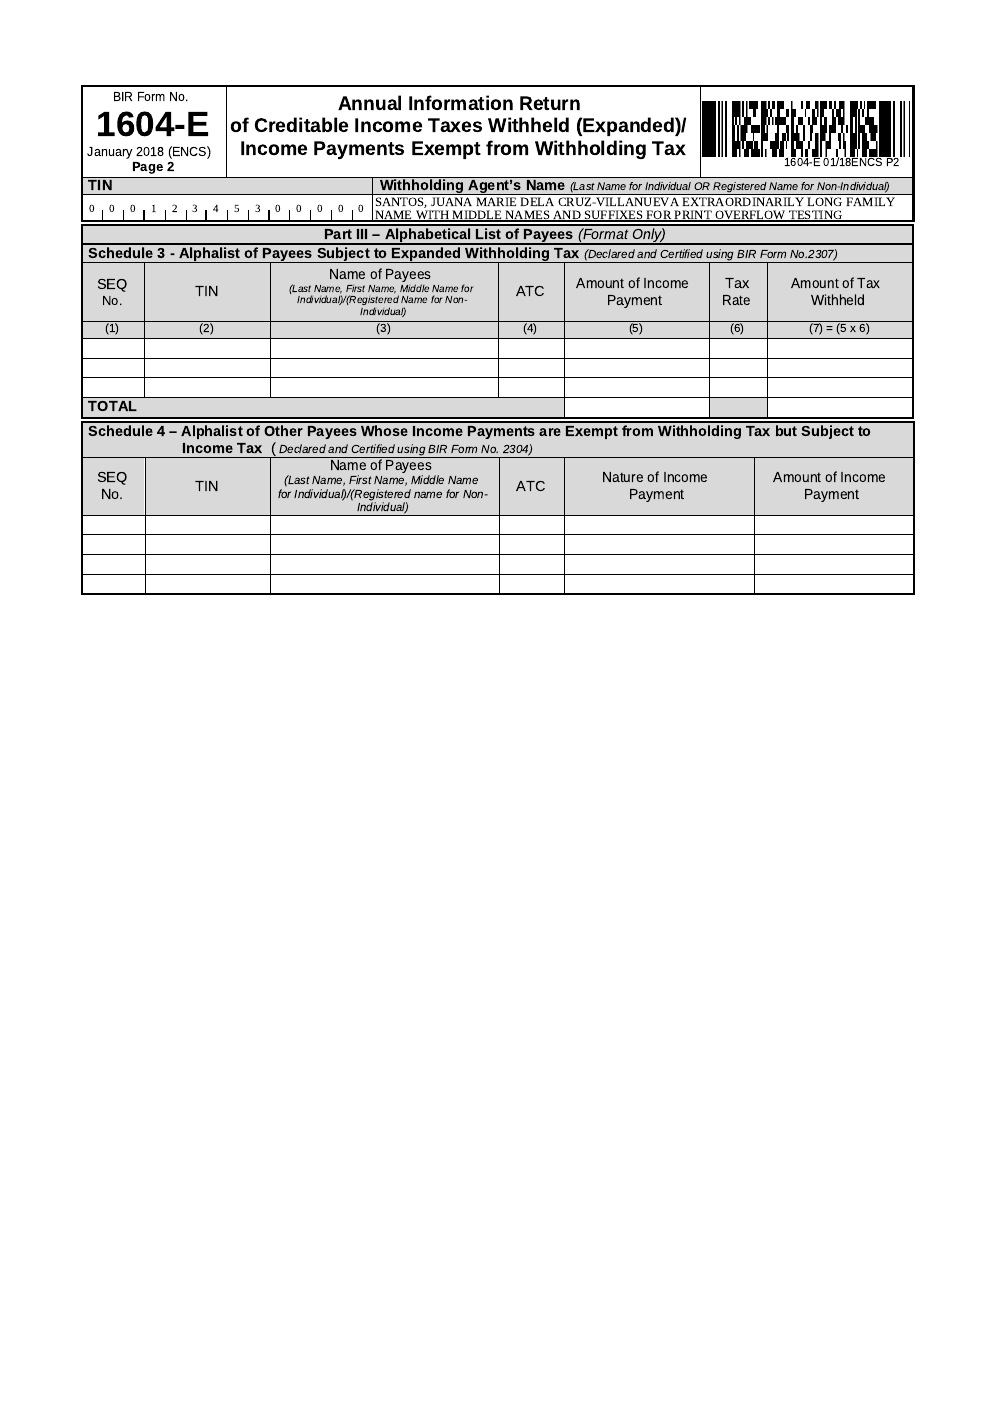 BIR Form No.
1604-E
January 2018 (ENCS)
Page 2
Annual Information Return
of Creditable Income Taxes Withheld (Expanded)/
Income Payments Exempt from Withholding Tax
1604-E 01/18ENCS P2
TIN
Withholding Agent's Name (Last Name for Individual OR Registered Name for Non-Individual)
0 0 0 1 2 3 4 5 3 0 0 0 0 0
SANTOS, JUANA MARIE DELA CRUZ-VILLANUEVA EXTRAORDINARILY LONG FAMILY
NAME WITH MIDDLE NAMES AND SUFFIXES FOR PRINT OVERFLOW TESTING
Part III – Alphabetical List of Payees (Format Only)
Schedule 3 - Alphalist of Payees Subject to Expanded Withholding Tax (Declared and Certified using BIR Form No.2307)
SEQ
No.
TIN
Name of Payees
(Last Name, First Name, Middle Name for
Individual)/(Registered Name for Non-
Individual)
ATC
Amount of Income
Payment
Tax
Rate
Amount of Tax
Withheld
(1) (2) (3) (4) (5) (6) (7) = (5 x 6)
TOTAL
Schedule 4 – Alphalist of Other Payees Whose Income Payments are Exempt from Withholding Tax but Subject to
Income Tax ( Declared and Certified using BIR Form No. 2304)
SEQ
No.
TIN
Name of Payees
(Last Name, First Name, Middle Name
for Individual)/(Registered name for Non-
Individual)
ATC
Nature of Income
Payment
Amount of Income
Payment